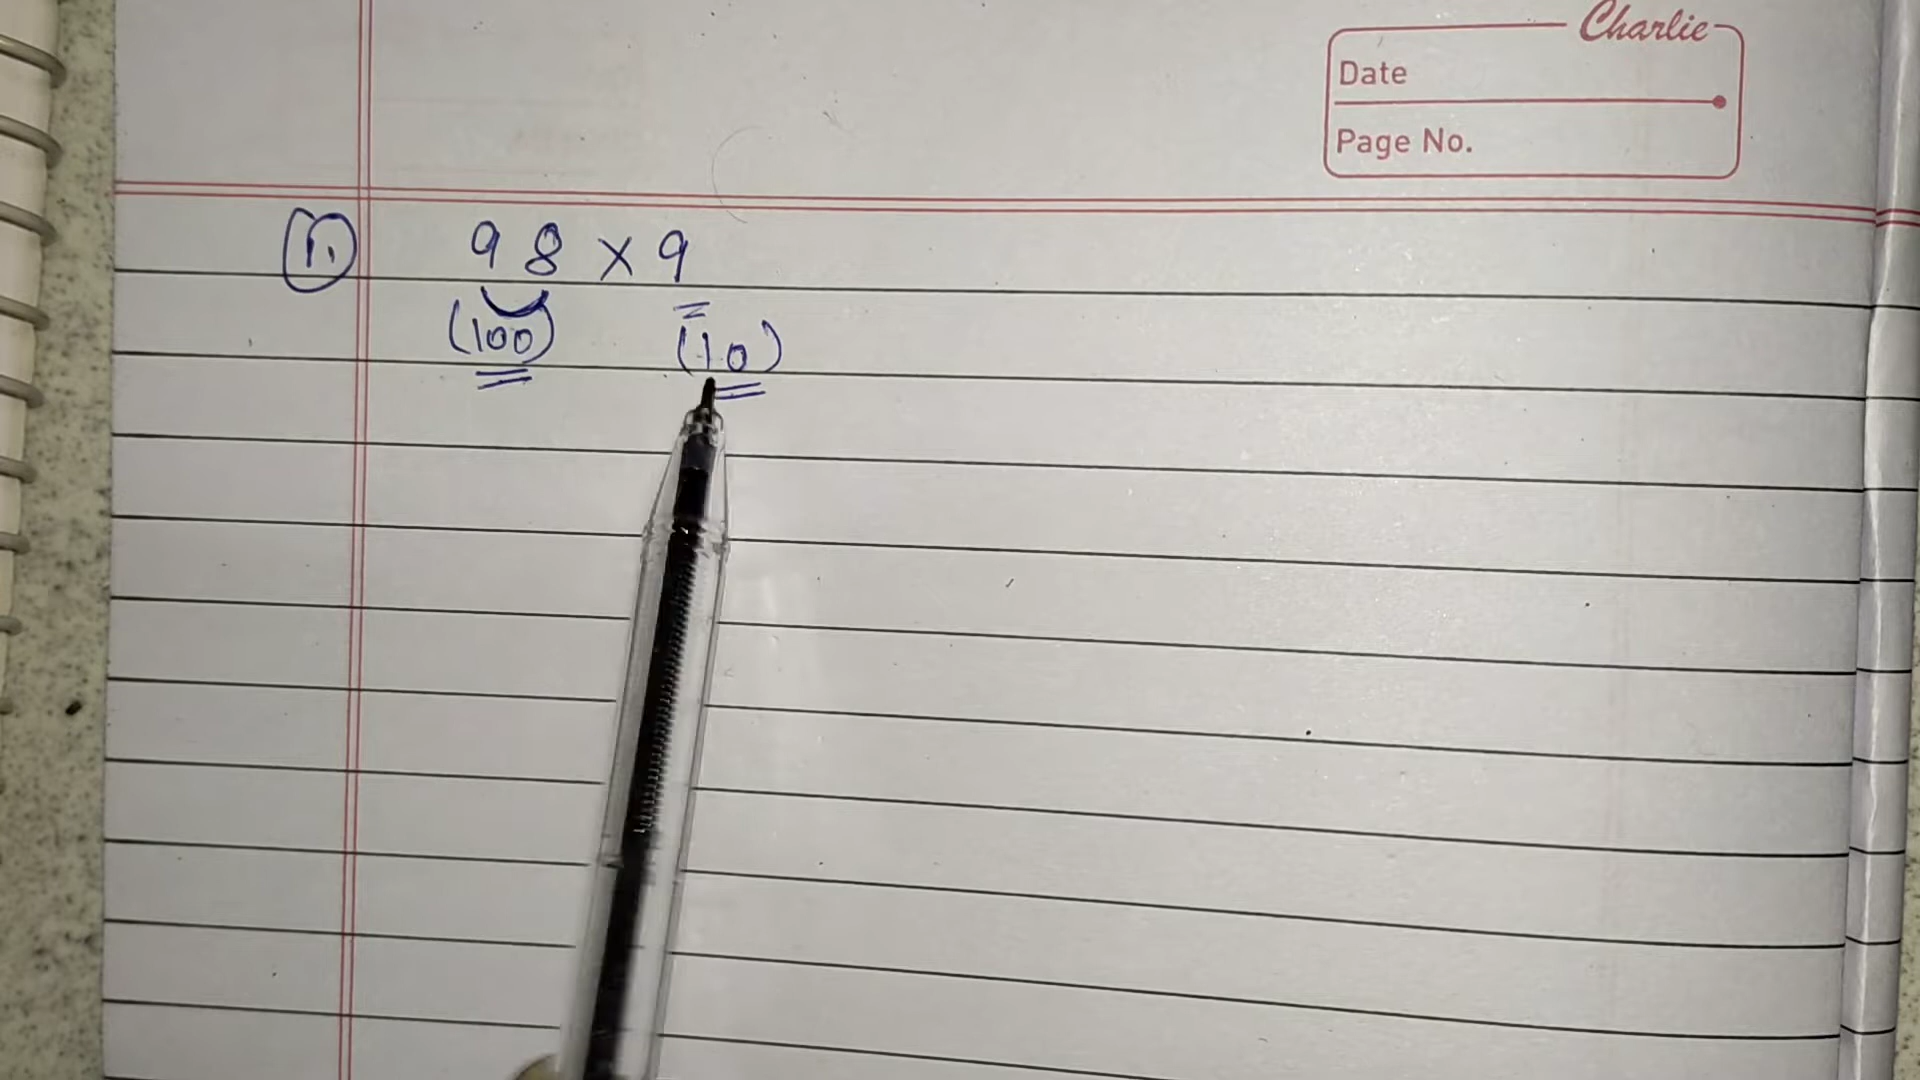 Charlie
Date
Page No.
1. 98 × 9
(100) (10)